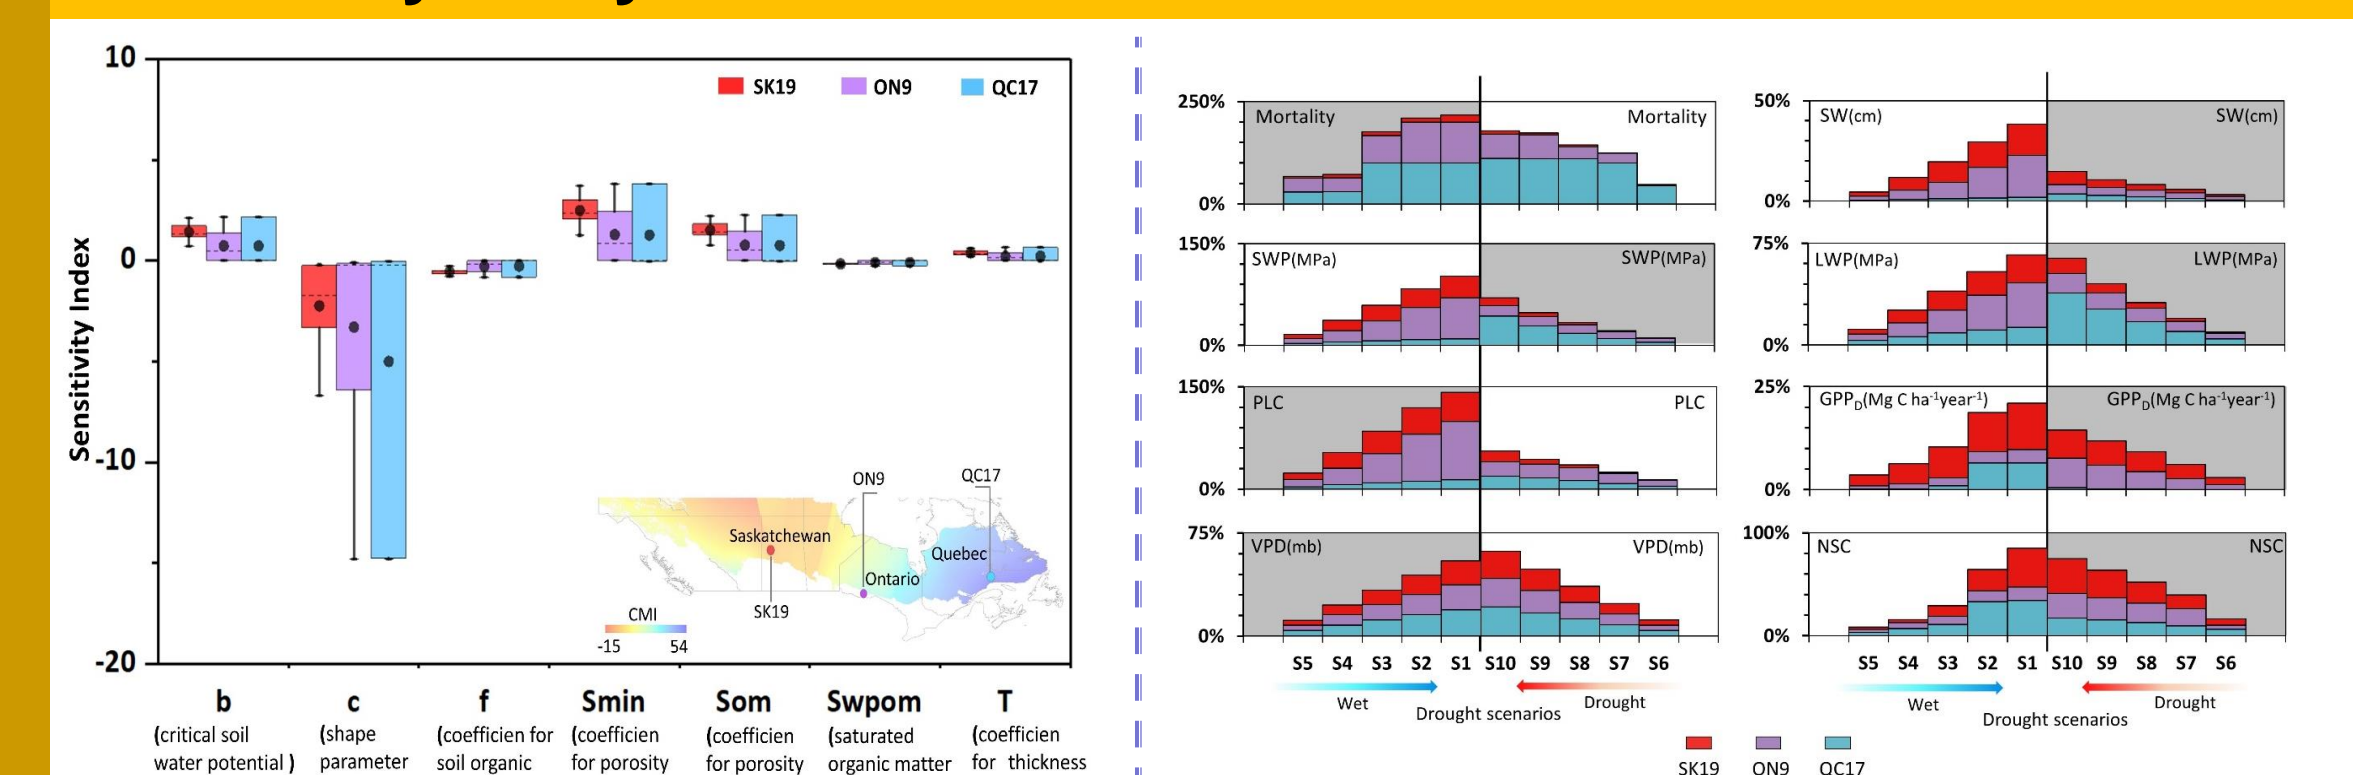 10
0
-10
-20
Sensitivity Index
SK19
ON9
QC17
ON9
QC17
Saskatchewan
Quebec
Ontario
SK19
CMI
-15
54
b
(critical soil
water potential )
c
(shape
parameter
f
(coefficien for
soil organic
Smin
(coefficien
for porosity
Som
(coefficien
for porosity
Swpom
(saturated
organic matter
T
(coefficien
for thickness
250%
0%
Mortality
Mortality
50%
0%
SW(cm)
SW(cm)
150%
0%
SWP(MPa)
SWP(MPa)
75%
0%
LWP(MPa)
LWP(MPa)
150%
0%
PLC
PLC
25%
0%
GPPD(Mg C ha-1year-1)
GPPD(Mg C ha-1year-1)
75%
0%
VPD(mb)
VPD(mb)
100%
0%
NSC
NSC
S5 S4 S3 S2 S1 S10 S9 S8 S7 S6
Wet
Drought
Drought scenarios
S5 S4 S3 S2 S1 S10 S9 S8 S7 S6
Wet
Drought
Drought scenarios
SK19 ON9 QC17